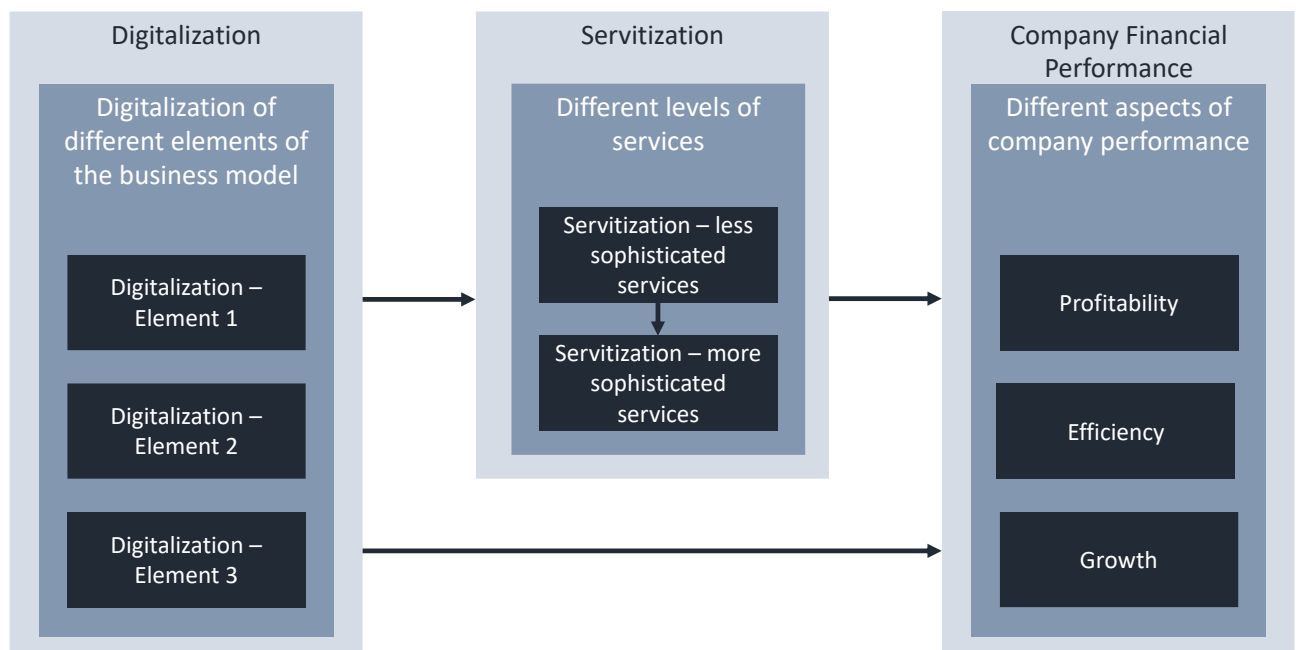 Digitalization
Digitalization of
different elements of
the business model
Digitalization –
Element 1
Digitalization –
Element 2
Digitalization –
Element 3
Servitization
Different levels of
services
Servitization – less
sophisticated
services
Servitization – more
sophisticated
services
Company Financial
Performance
Different aspects of
company performance
Profitability
Efficiency
Growth